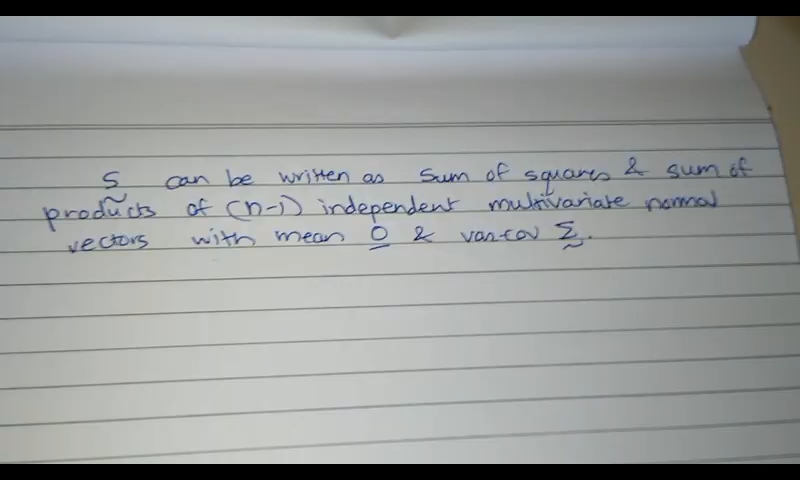 S can be written as sum of squares & sum of
products of (n-1) independent multivariate normal
vectors with mean 0 & var-cov Σ.